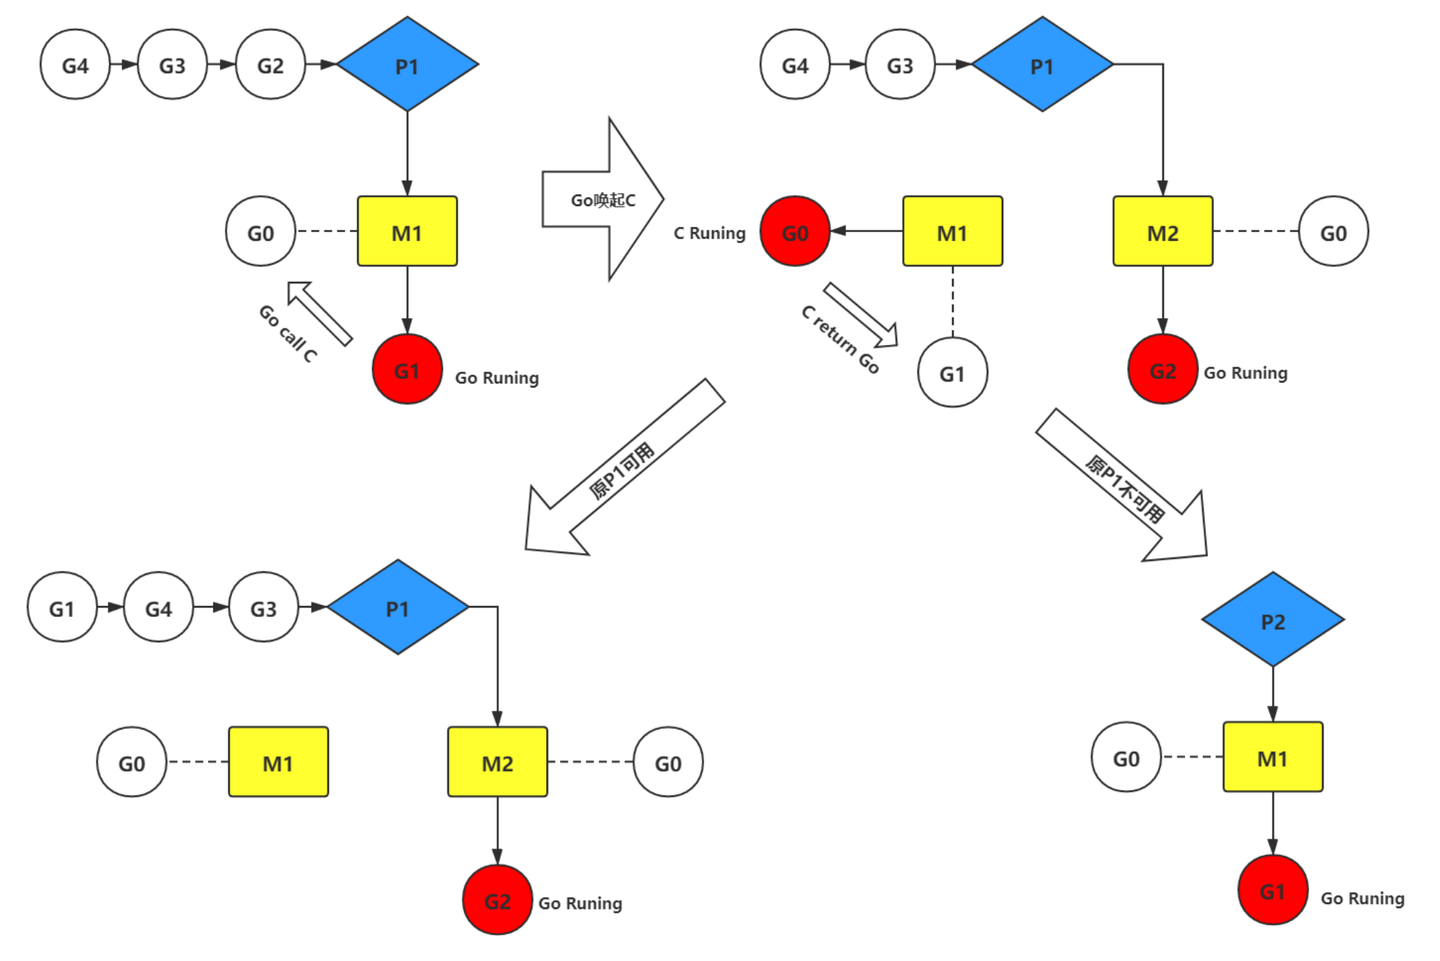 G4
G3
G2
P1
G0
M1
Go call C
G1
Go Runing
Go唤起C
G4
G3
P1
C Runing
G0
M1
M2
G0
C return Go
G1
G2
Go Runing
原P1可用
原P1不可用
G1
G4
G3
P1
G0
M1
M2
G0
G2
Go Runing
P2
G0
M1
G1
Go Runing